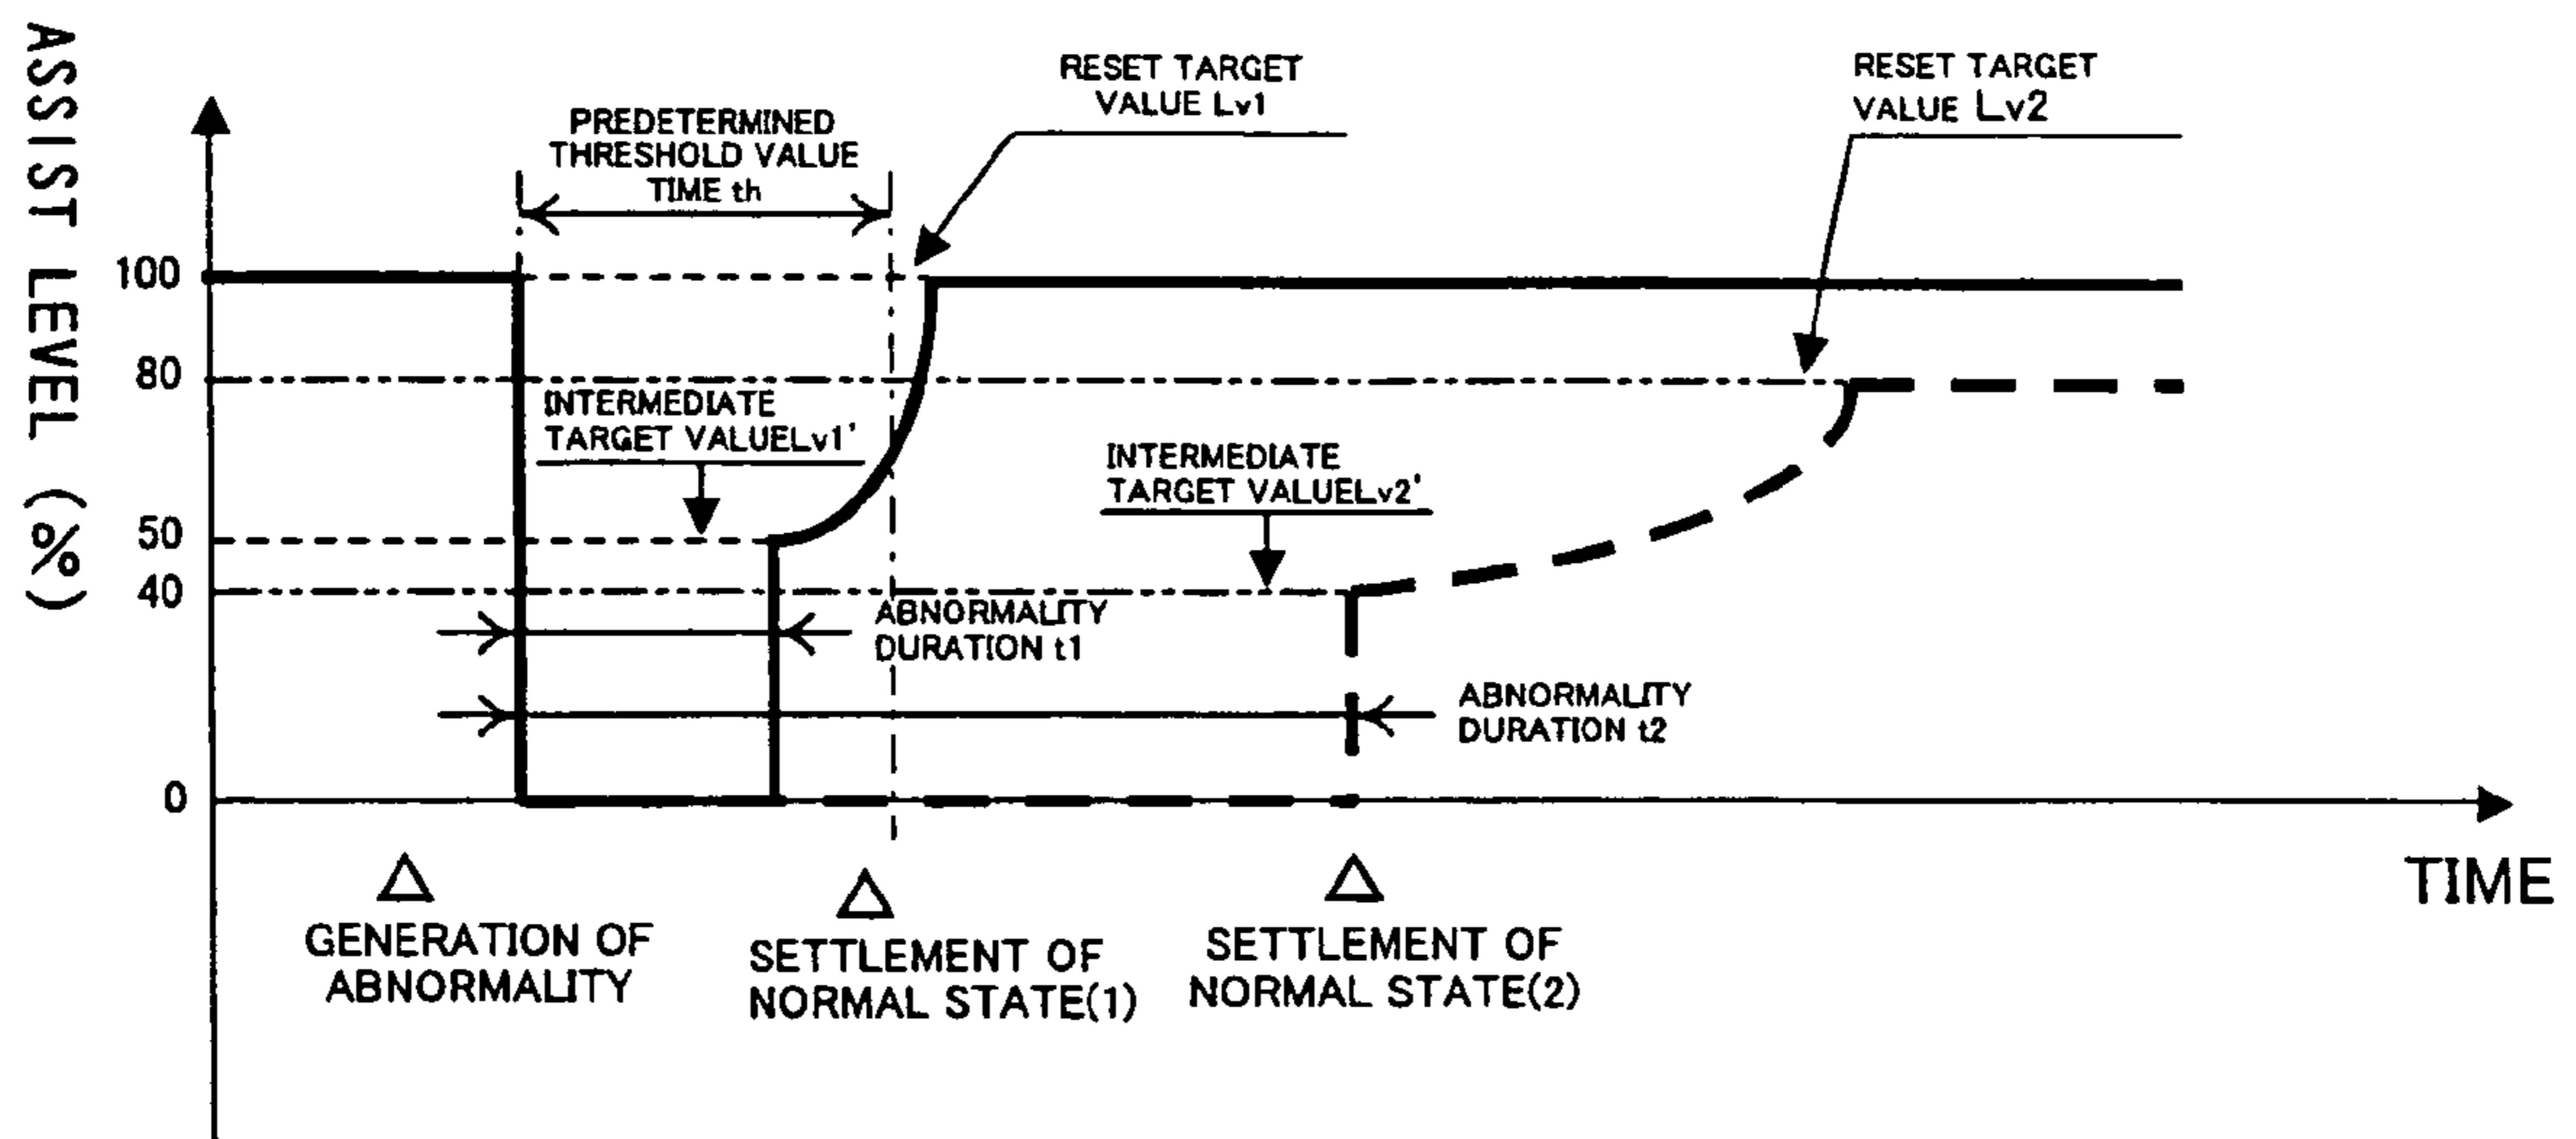 ASSIST LEVEL (%)
RESET TARGET
VALUE Lv1
RESET TARGET
VALUE Lv2
PREDETERMINED
THRESHOLD VALUE
TIME th
100
80
INTERMEDIATE
TARGET VALUELv1'
INTERMEDIATE
TARGET VALUELv2'
50
40
ABNORMALITY
DURATION t1
ABNORMALITY
DURATION t2
0
TIME
GENERATION OF
ABNORMALITY
SETTLEMENT OF
NORMAL STATE(1)
SETTLEMENT OF
NORMAL STATE(2)